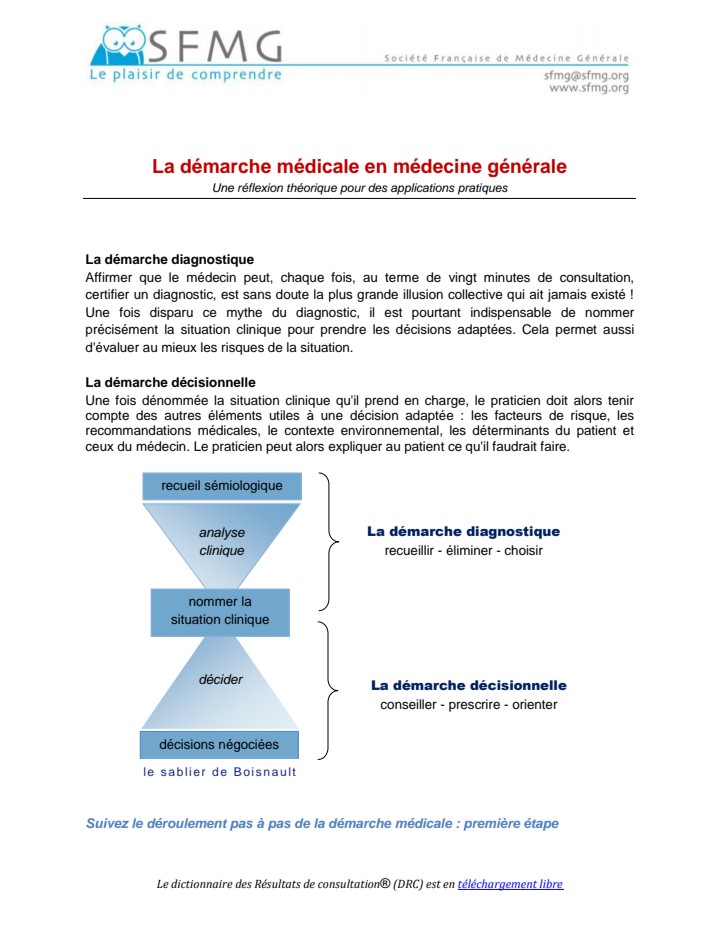 SFMG
Le plaisir de comprendre
Société Française de Médecine Générale
sfmg@sfmg.org
www.sfmg.org
La démarche médicale en médecine générale
Une réflexion théorique pour des applications pratiques
La démarche diagnostique
Affirmer que le médecin peut, chaque fois, au terme de vingt minutes de consultation,
certifier un diagnostic, est sans doute la plus grande illusion collective qui ait jamais existé !
Une fois disparu ce mythe du diagnostic, il est pourtant indispensable de nommer
précisément la situation clinique pour prendre les décisions adaptées. Cela permet aussi
d'évaluer au mieux les risques de la situation.
La démarche décisionnelle
Une fois dénommée la situation clinique qu'il prend en charge, le praticien doit alors tenir
compte des autres éléments utiles à une décision adaptée : les facteurs de risque, les
recommandations médicales, le contexte environnemental, les déterminants du patient et
ceux du médecin. Le praticien peut alors expliquer au patient ce qu'il faudrait faire.
recueil sémiologique
analyse
clinique
La démarche diagnostique
recueillir - éliminer - choisir
nommer la
situation clinique
décider
La démarche décisionnelle
conseiller - prescrire - orienter
décisions négociées
le sablier de Boisnault
Suivez le déroulement pas à pas de la démarche médicale : première étape
Le dictionnaire des Résultats de consultation® (DRC) est en téléchargement libre